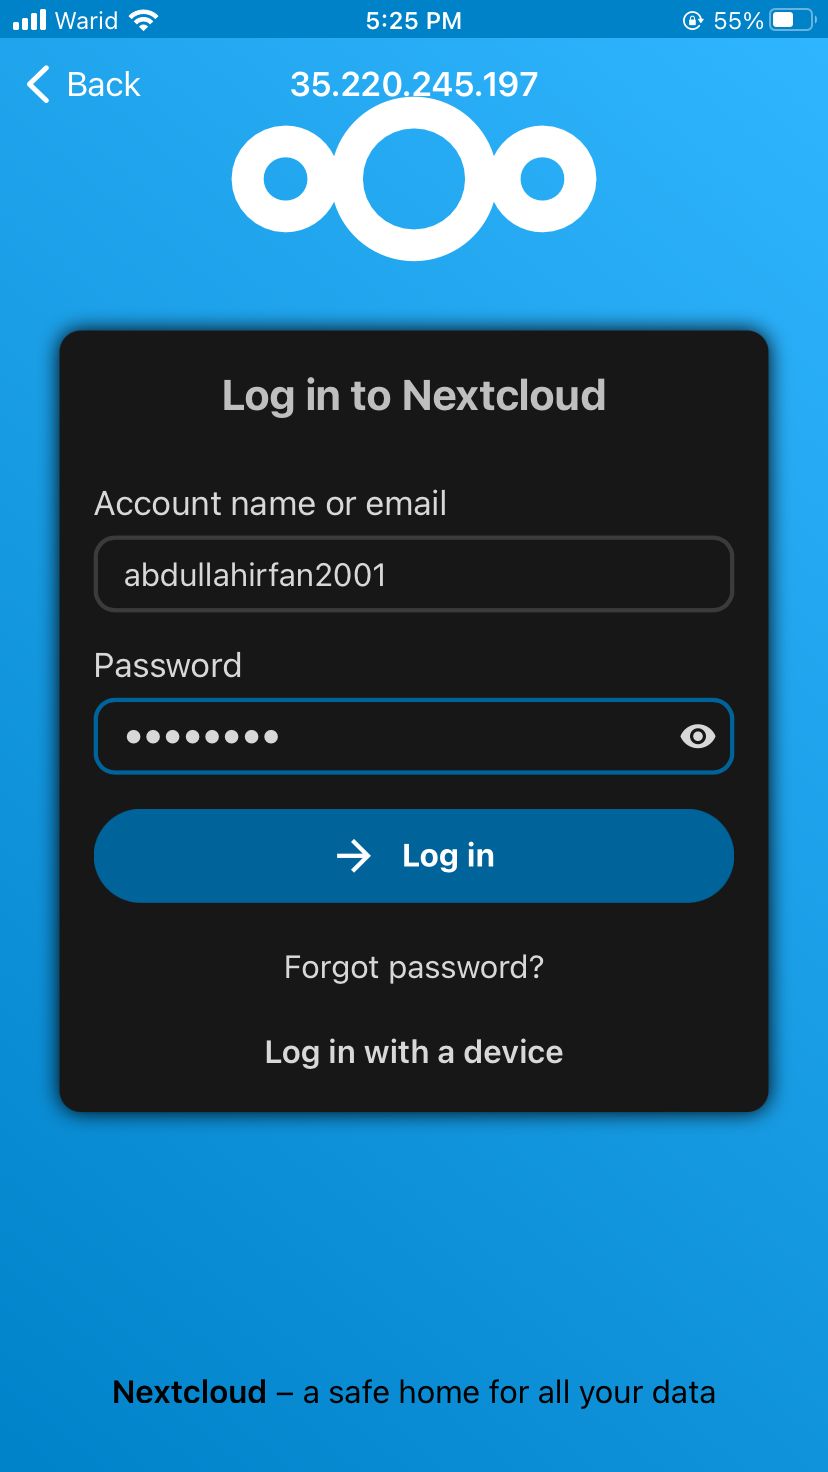 Warid 5:25 PM 55%
Back 35.220.245.197
Log in to Nextcloud
Account name or email
abdullahirfan2001
Password
••••••••
Log in
Forgot password?
Log in with a device
Nextcloud – a safe home for all your data